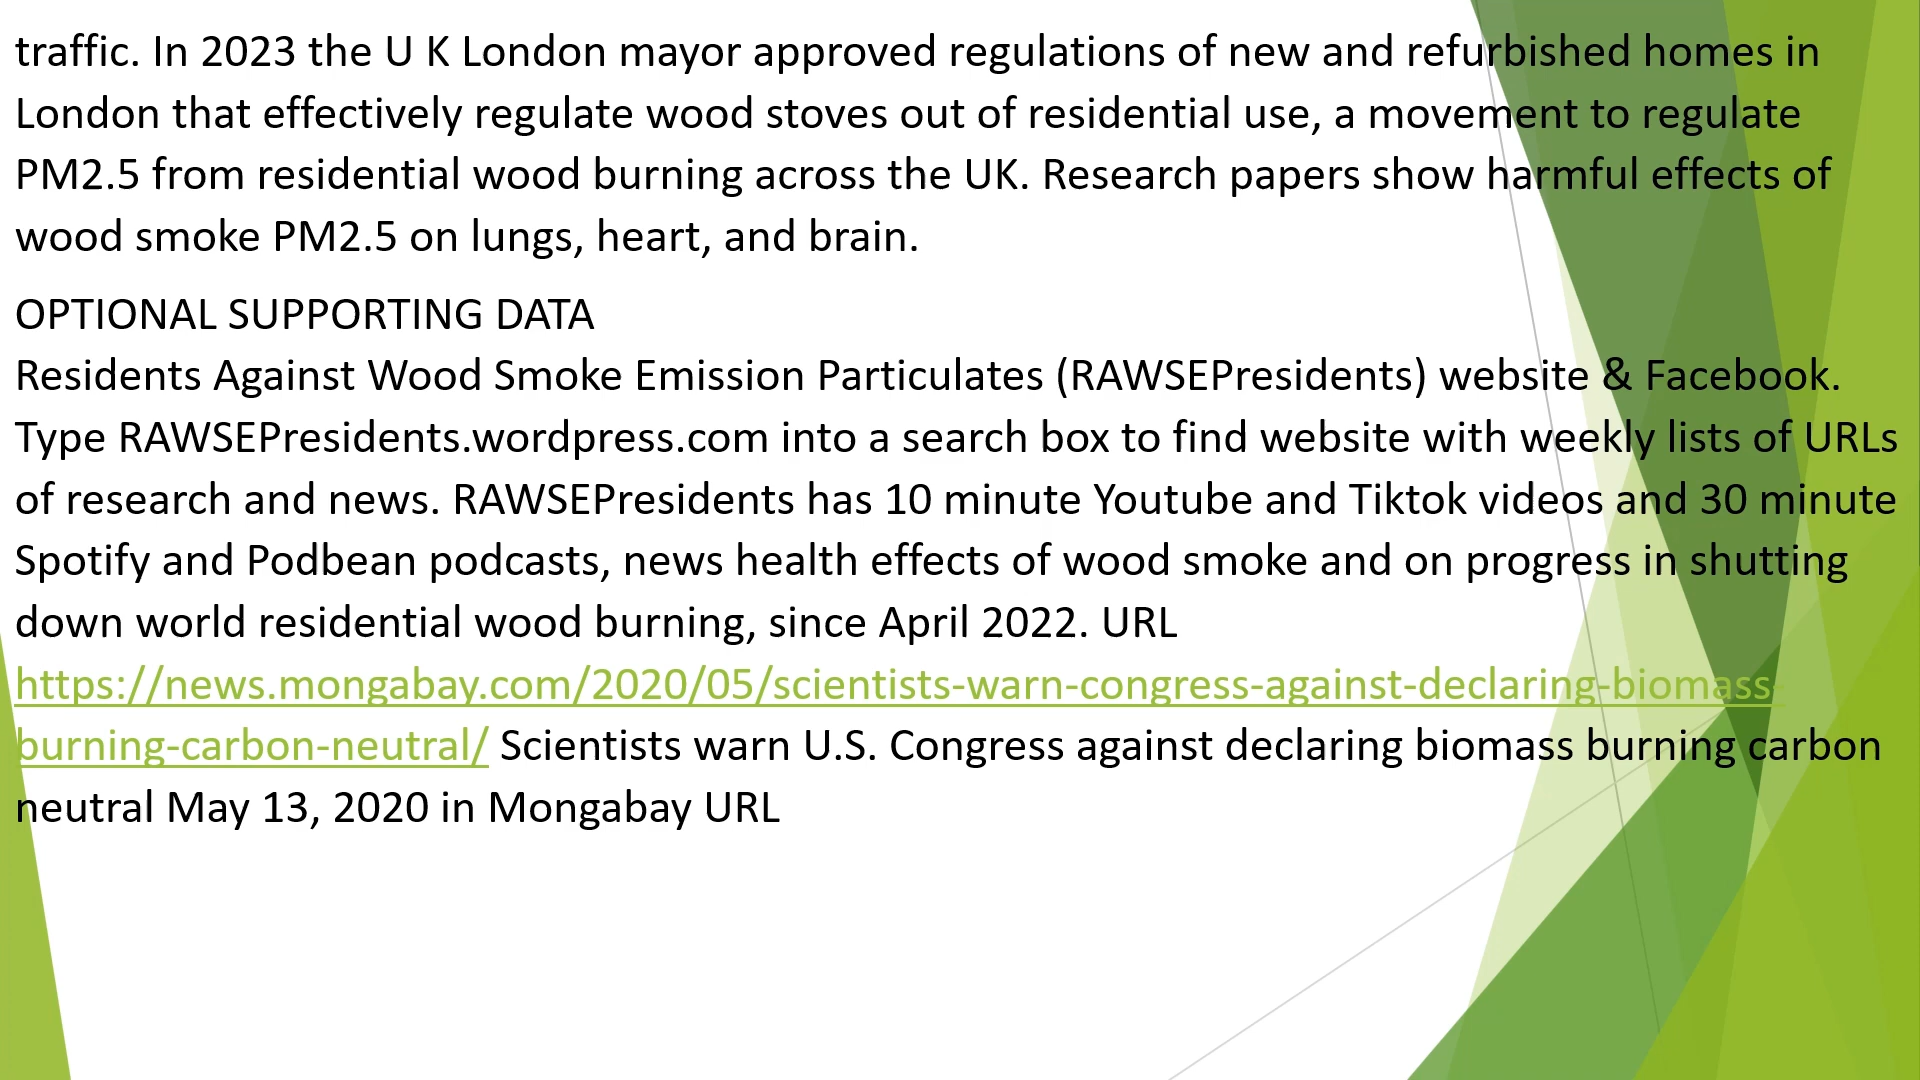 traffic. In 2023 the U K London mayor approved regulations of new and refurbished homes in
London that effectively regulate wood stoves out of residential use, a movement to regulate
PM2.5 from residential wood burning across the UK. Research papers show harmful effects of
wood smoke PM2.5 on lungs, heart, and brain.
OPTIONAL SUPPORTING DATA
Residents Against Wood Smoke Emission Particulates (RAWSEPresidents) website & Facebook.
Type RAWSEPresidents.wordpress.com into a search box to find website with weekly lists of URLs
of research and news. RAWSEPresidents has 10 minute Youtube and Tiktok videos and 30 minute
Spotify and Podbean podcasts, news health effects of wood smoke and on progress in shutting
down world residential wood burning, since April 2022. URL
https://news.mongabay.com/2020/05/scientists-warn-congress-against-declaring-biomass-
burning-carbon-neutral/ Scientists warn U.S. Congress against declaring biomass burning carbon
neutral May 13, 2020 in Mongabay URL